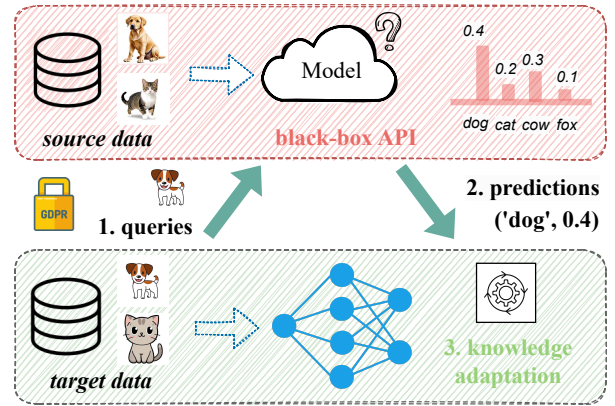 0.4
Model
?
0.2
0.3
0.1
dog cat cow fox
source data
black-box API
GDPR
1. queries
2. predictions
('dog', 0.4)
target data
3. knowledge
adaptation